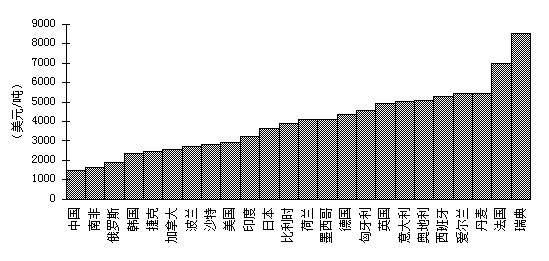 9000
8000
7000
6000
5000
4000
3000
2000
1000
0
（美元/吨）
中国
南非
俄罗斯
韩国
捷克
加拿大
波兰
沙特
美国
印度
日本
比利时
荷兰
墨西哥
德国
匈牙利
英国
意大利
奥地利
西班牙
爱尔兰
丹麦
法国
瑞典